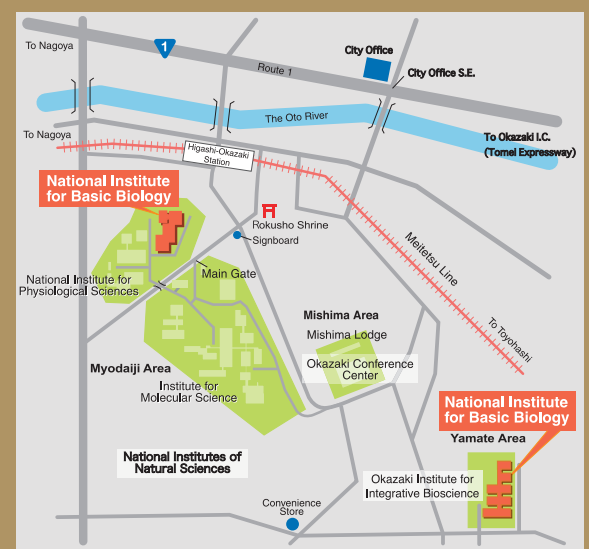 To Nagoya
1
Route 1
City Office
City Office S.E.
The Oto River
To Nagoya
Higashi-Okazaki
Station
To Okazaki I.C.
(Tomei Expressway)
National Institute
for Basic Biology
Rokusho Shrine
Signboard
Meitetsu Line
Main Gate
National Institute for
Physiological Sciences
Mishima Area
Mishima Lodge
To Toyohashi
Okazaki Conference
Center
Myodaiji Area
Institute for
Molecular Science
National Institute
for Basic Biology
Yamate Area
National Institutes of
Natural Sciences
Okazaki Institute for
Integrative Bioscience
Convenience
Store